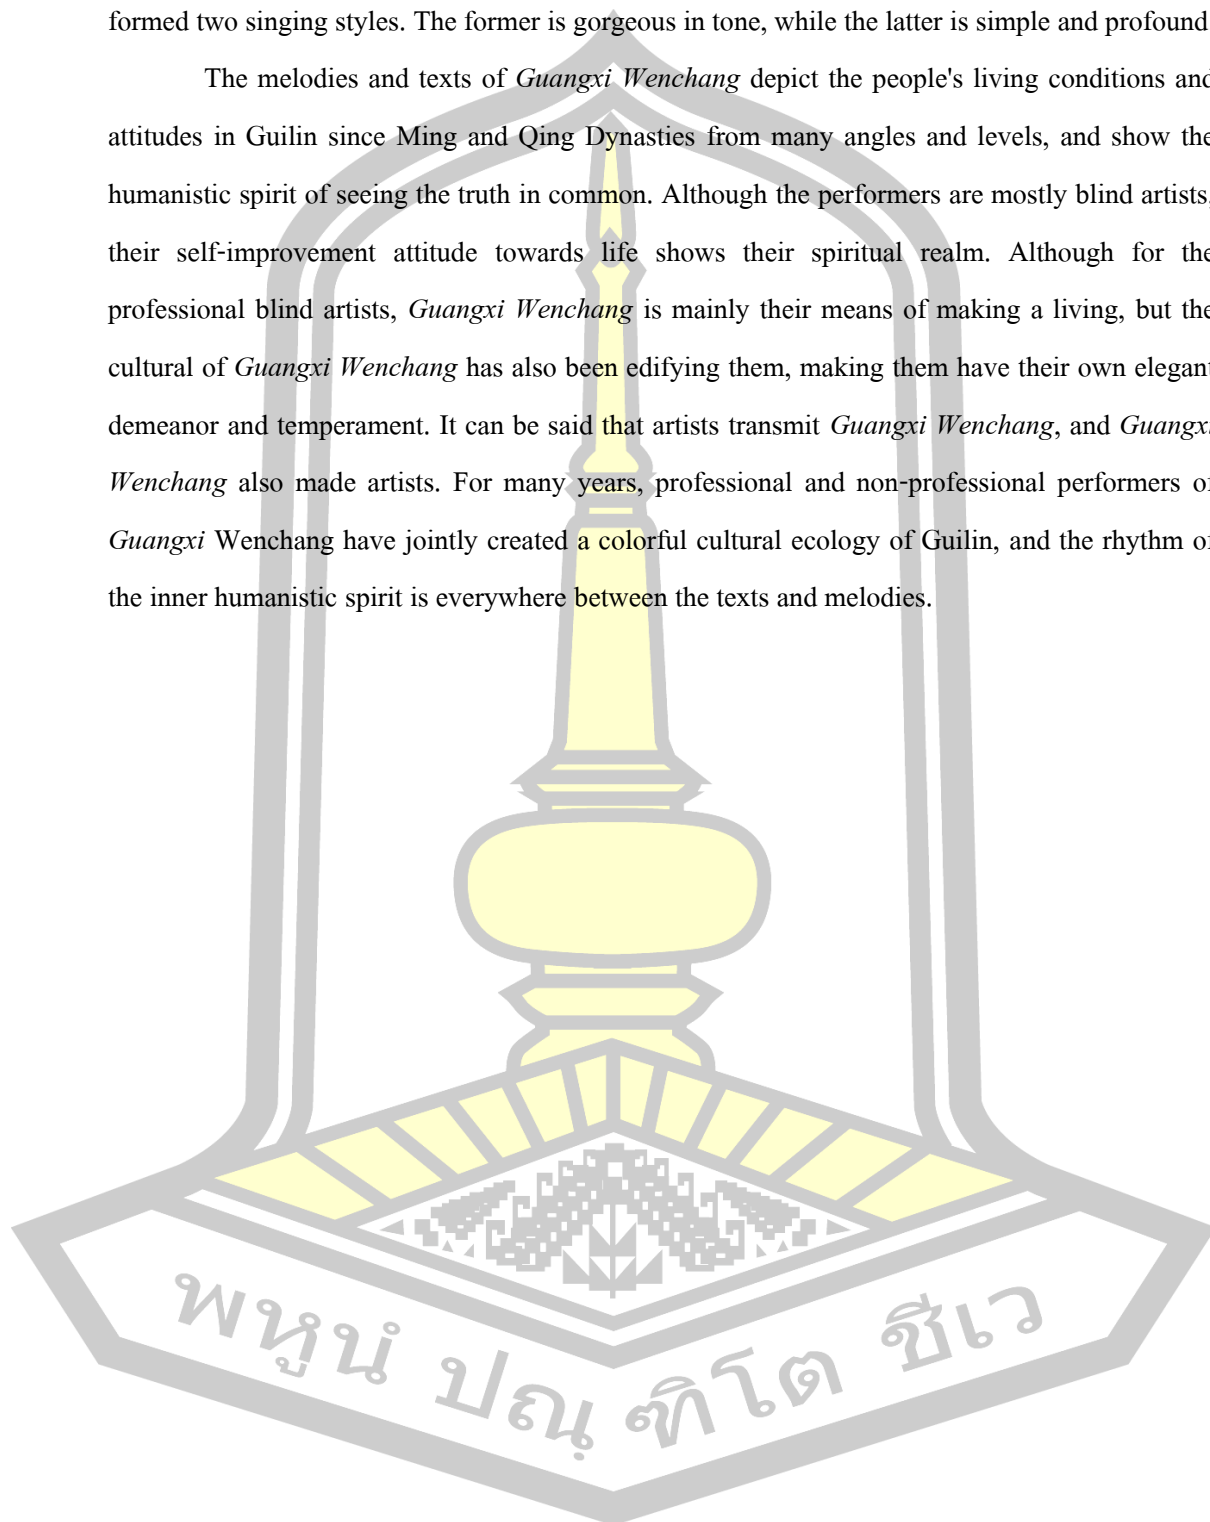 formed two singing styles. The former is gorgeous in tone, while the latter is simple and profound
The melodies and texts of Guangxi Wenchang depict the people's living conditions and
attitudes in Guilin since Ming and Qing Dynasties from many angles and levels, and show the
humanistic spirit of seeing the truth in common. Although the performers are mostly blind artists,
their self-improvement attitude towards life shows their spiritual realm. Although for the
professional blind artists, Guangxi Wenchang is mainly their means of making a living, but the
cultural of Guangxi Wenchang has also been edifying them, making them have their own elegant
demeanor and temperament. It can be said that artists transmit Guangxi Wenchang, and Guangxi
Wenchang also made artists. For many years, professional and non-professional performers of
Guangxi Wenchang have jointly created a colorful cultural ecology of Guilin, and the rhythm of
the inner humanistic spirit is everywhere between the texts and melodies.
พหูนํ ปณฺฑิโต ชีเว